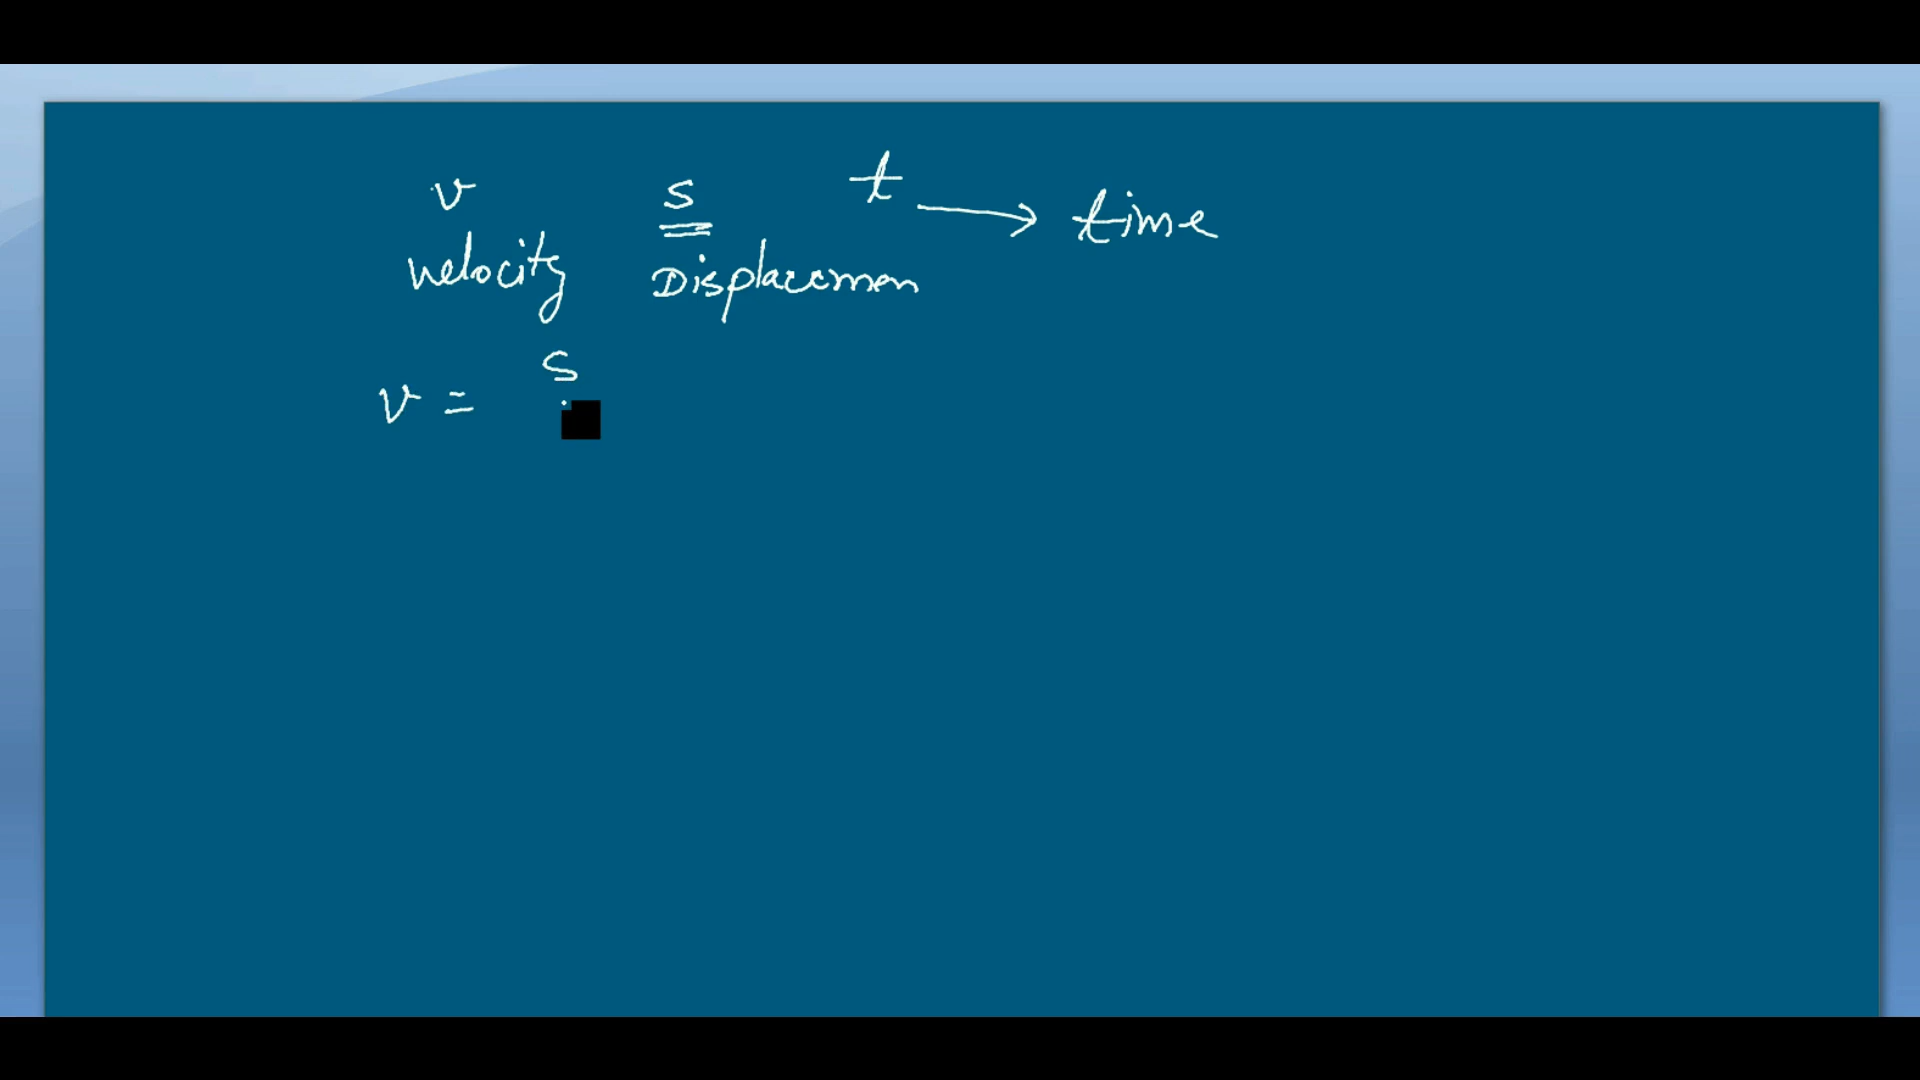 v s t → time
velocity Displacemen
s
v =